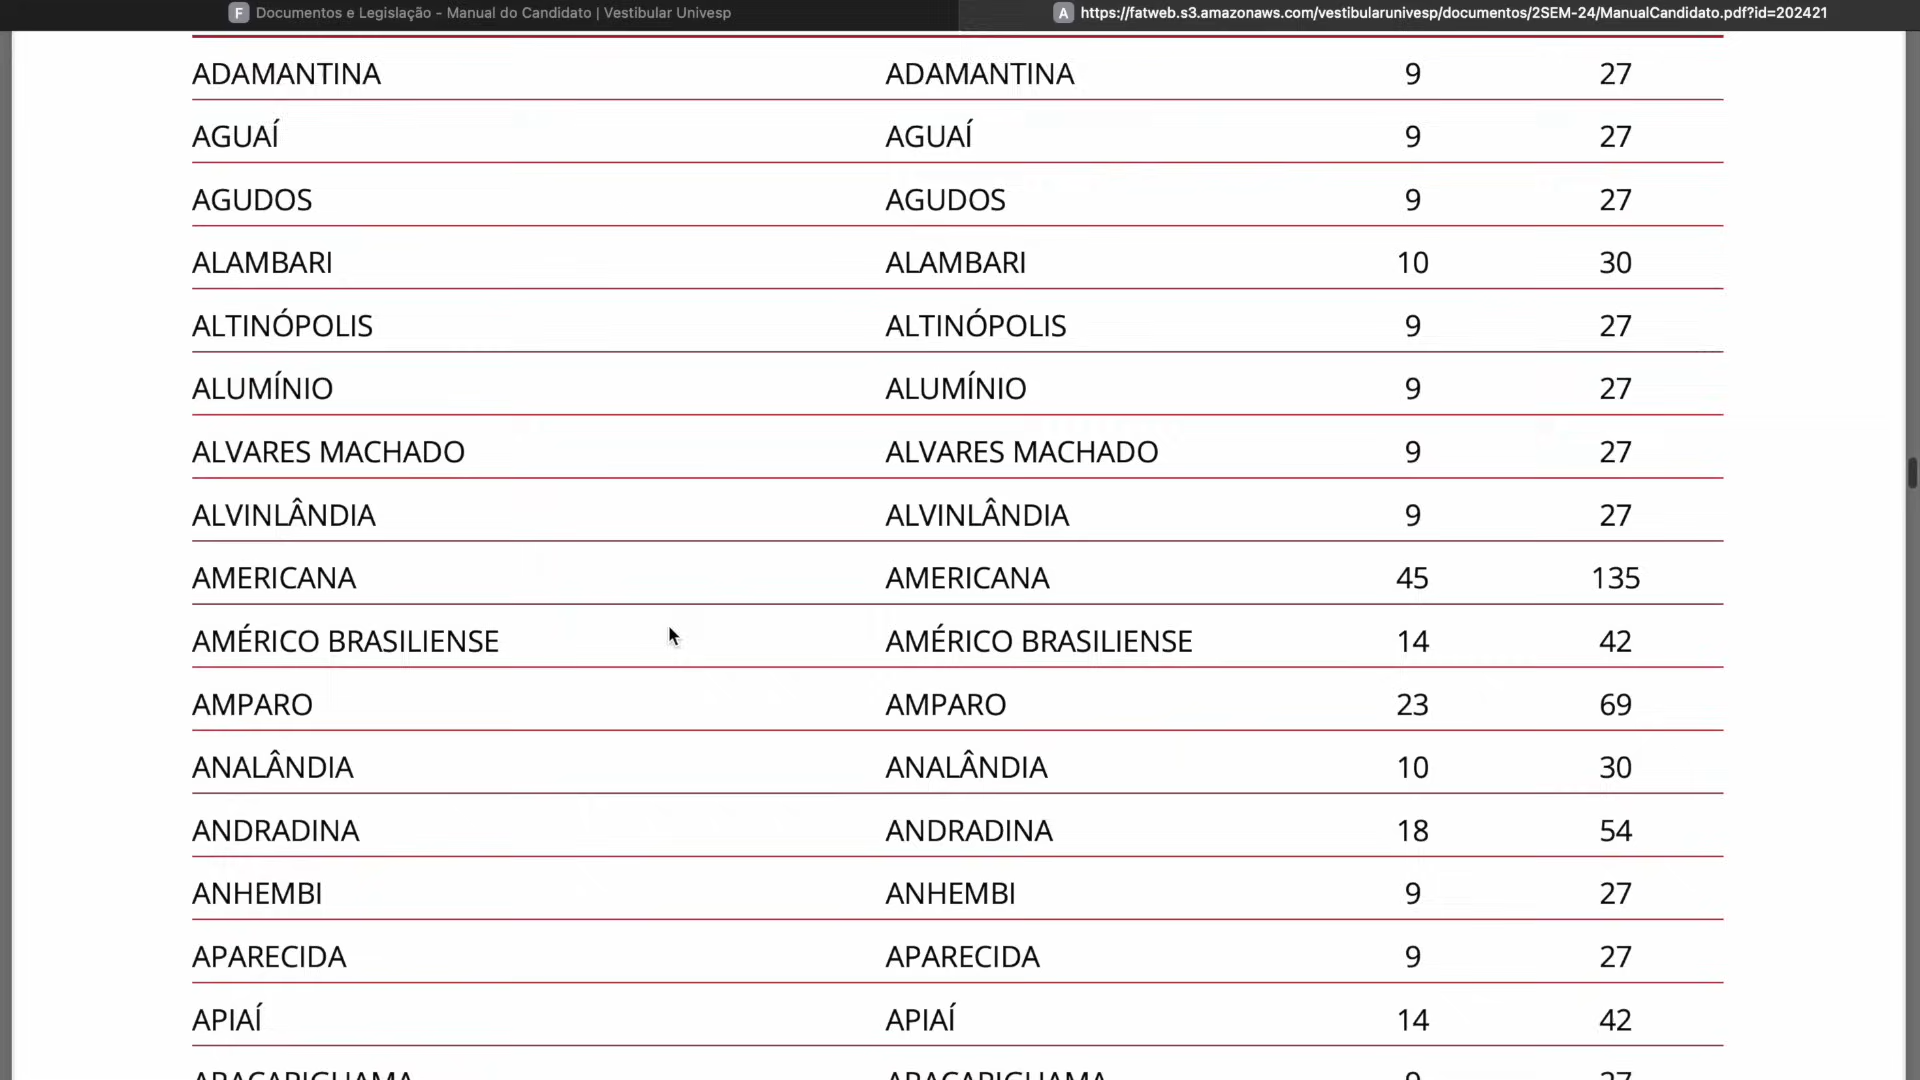 F Documentos e Legislação - Manual do Candidato | Vestibular Univesp
A https://fatweb.s3.amazonaws.com/vestibularunivesp/documentos/2SEM-24/ManualCandidato.pdf?id=202421
ADAMANTINA ADAMANTINA 9 27
AGUAÍ AGUAÍ 9 27
AGUDOS AGUDOS 9 27
ALAMBARI ALAMBARI 10 30
ALTINÓPOLIS ALTINÓPOLIS 9 27
ALUMÍNIO ALUMÍNIO 9 27
ALVARES MACHADO ALVARES MACHADO 9 27
ALVINLÂNDIA ALVINLÂNDIA 9 27
AMERICANA AMERICANA 45 135
AMÉRICO BRASILIENSE AMÉRICO BRASILIENSE 14 42
AMPARO AMPARO 23 69
ANALÂNDIA ANALÂNDIA 10 30
ANDRADINA ANDRADINA 18 54
ANHEMBI ANHEMBI 9 27
APARECIDA APARECIDA 9 27
APIAÍ APIAÍ 14 42